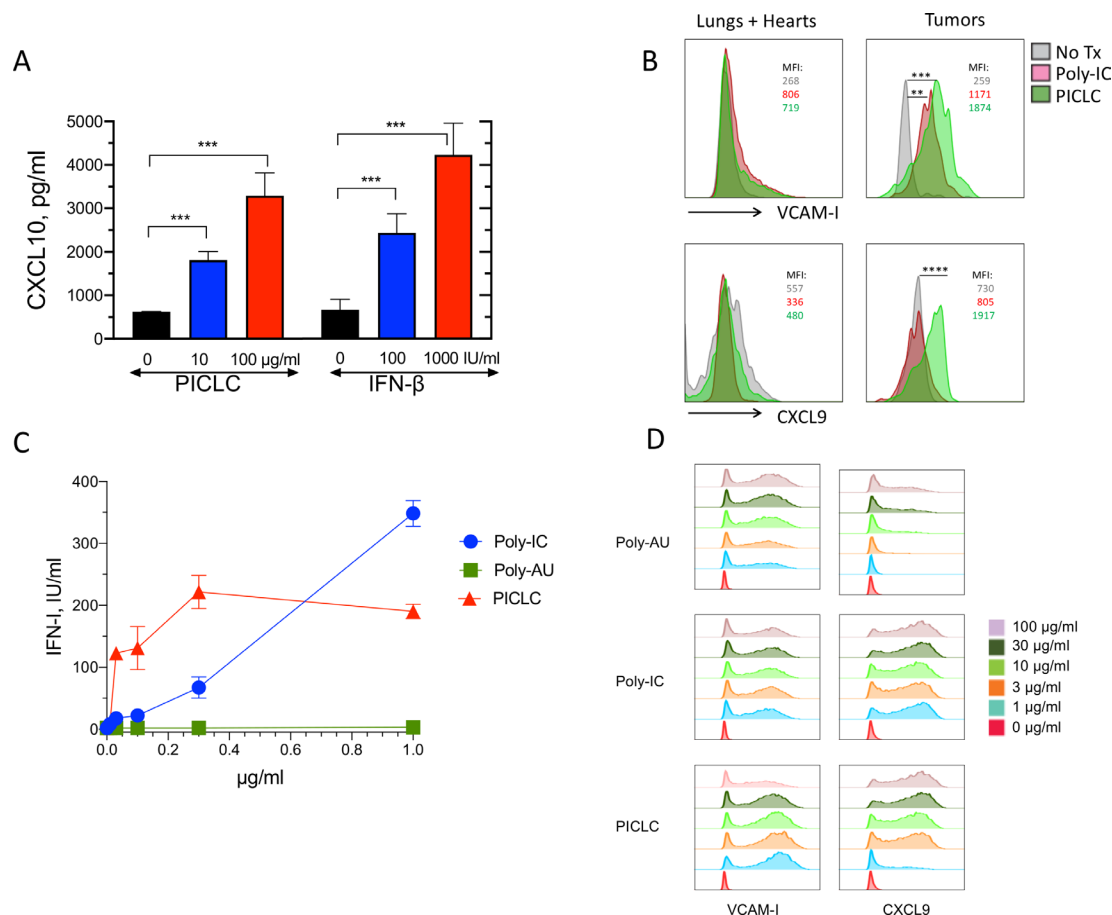 A
CXCL10, pg/ml
5000
4000
3000
2000
1000
0
***
***
***
***
0 10 100 µg/ml
0 100 1000 IU/ml
PICLC
IFN-β
B
Lungs + Hearts
Tumors
MFI:
268
806
719
***
**
MFI:
259
1171
1874
No Tx
Poly-IC
PICLC
VCAM-I
MFI:
557
336
480
****
MFI:
730
805
1917
CXCL9
C
IFN-I, IU/ml
400
300
200
100
0
0.0 0.2 0.4 0.6 0.8 1.0
µg/ml
Poly-IC
Poly-AU
PICLC
D
Poly-AU
Poly-IC
PICLC
100 µg/ml
30 µg/ml
10 µg/ml
3 µg/ml
1 µg/ml
0 µg/ml
VCAM-I
CXCL9